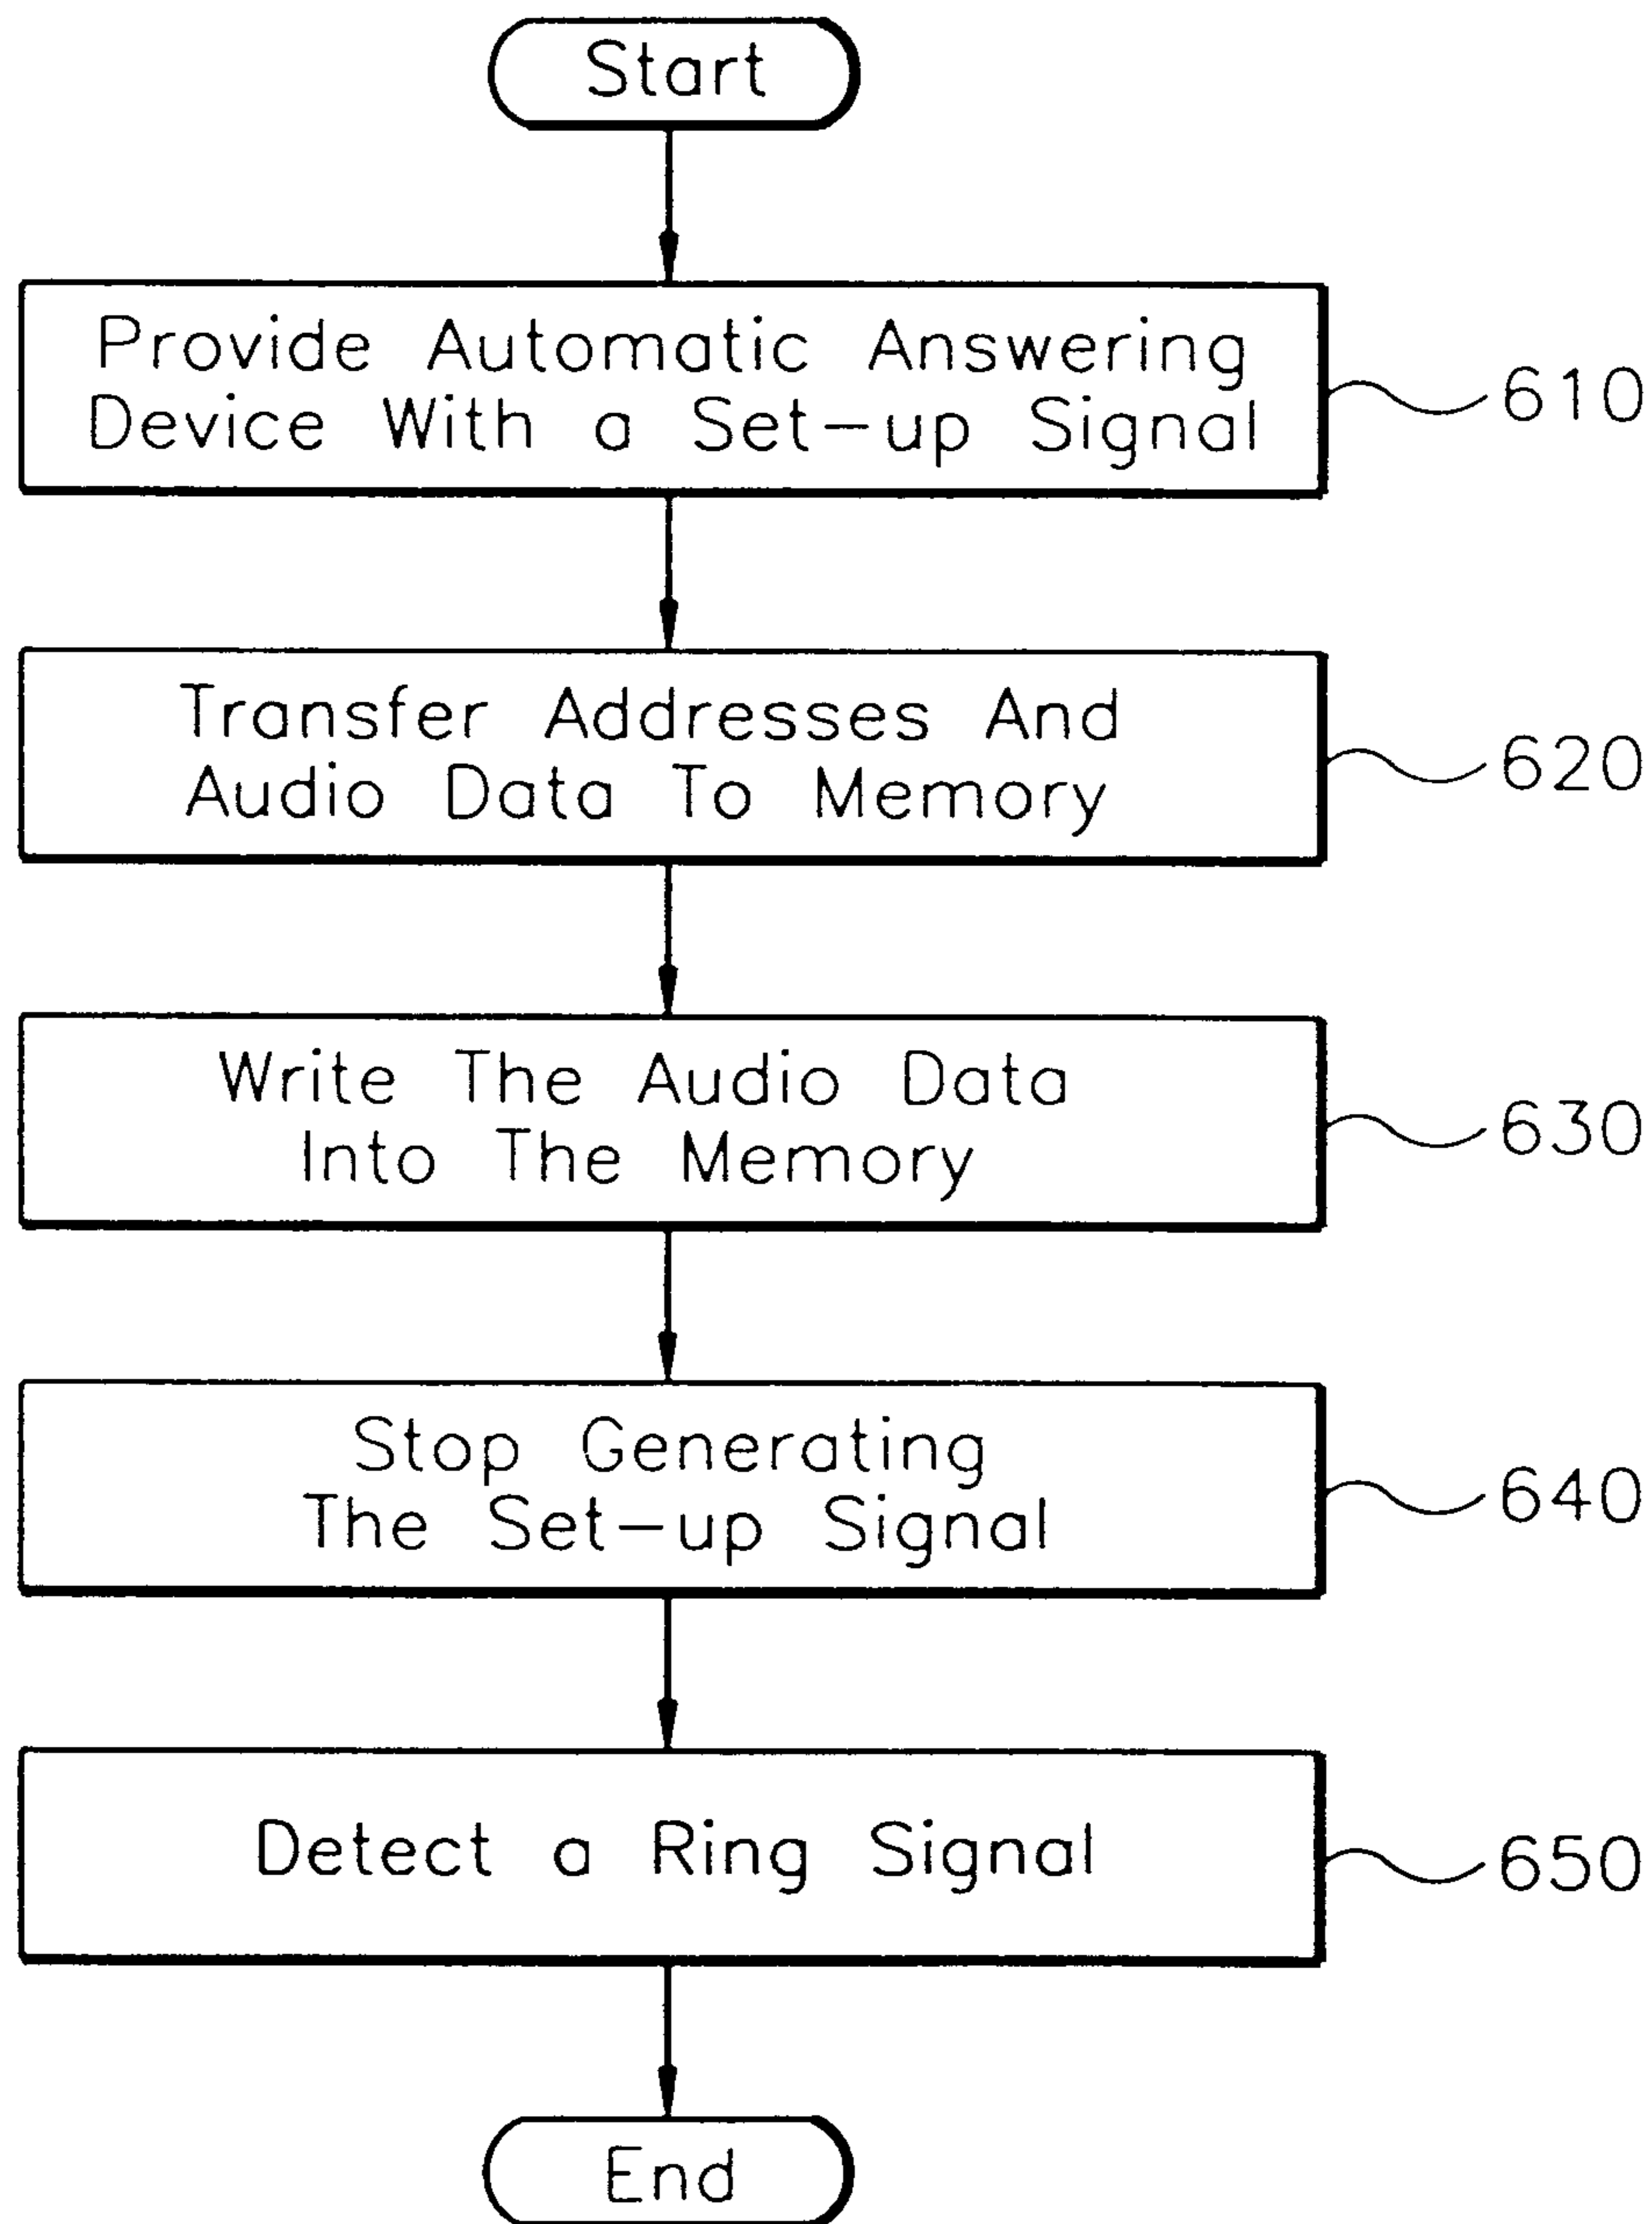 Start
Provide Automatic Answering
Device With a Set-up Signal
610
Transfer Addresses And
Audio Data To Memory
620
Write The Audio Data
Into The Memory
630
Stop Generating
The Set-up Signal
640
Detect a Ring Signal
650
End